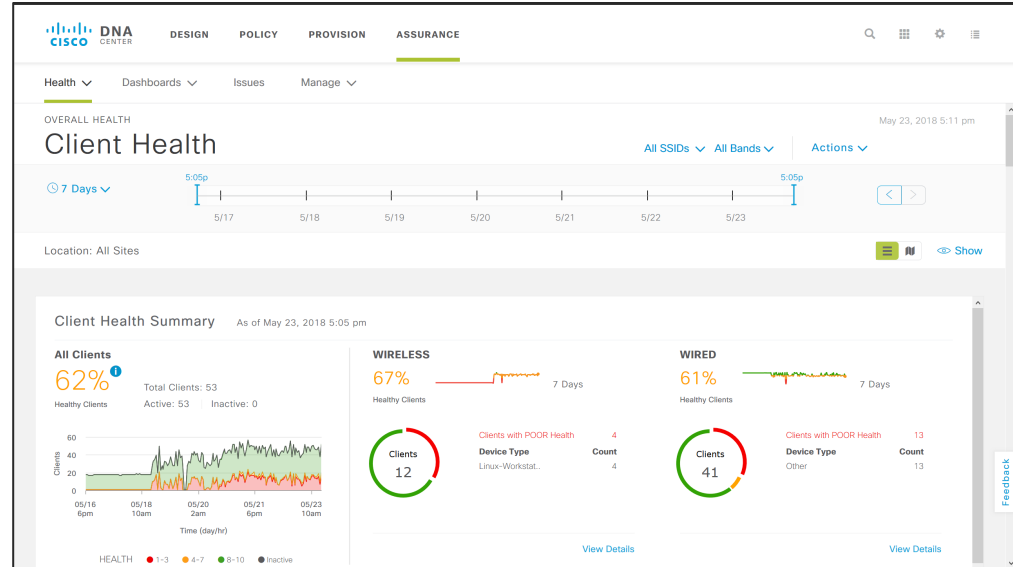 CISCO DNA CENTER DESIGN POLICY PROVISION ASSURANCE
Health Dashboards Issues Manage
OVERALL HEALTH
May 23, 2018 5:11 pm
Client Health
All SSIDs All Bands Actions
7 Days
5:05p 5:05p
5/17 5/18 5/19 5/20 5/21 5/22 5/23
Location: All Sites
Show
Client Health Summary As of May 23, 2018 5:05 pm
All Clients
62%
Healthy Clients
Total Clients: 53
Active: 53 | Inactive: 0
Clients
60
40
20
0
05/16 6pm
05/18 10am
05/20 2am
05/21 6pm
05/23 10am
Time (day/hr)
HEALTH 1-3 4-7 8-10 Inactive
WIRELESS
67%
Healthy Clients
7 Days
Clients
12
Clients with POOR Health 4
Device Type Count
Linux-Workstat.. 4
View Details
WIRED
61%
Healthy Clients
7 Days
Clients
41
Clients with POOR Health 13
Device Type Count
Other 13
View Details
Feedback